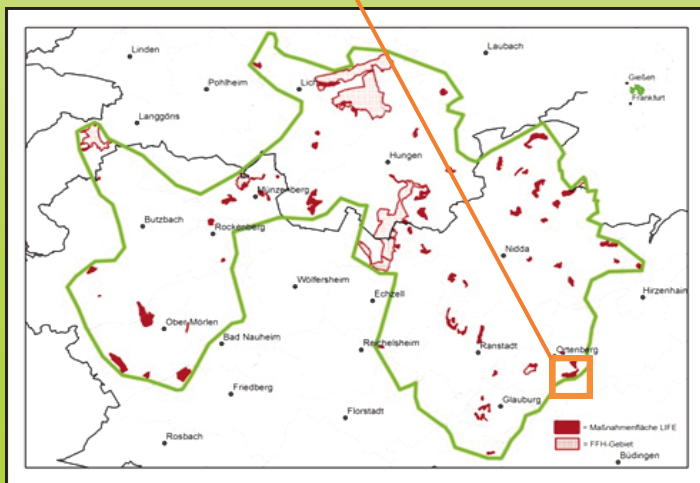 Linden
Laubach
Pohlheim
Lich
Gießen
Frankfurt
Langgöns
Hungen
Münzenberg
Butzbach
Rockenberg
Nidda
Wölfersheim
Echzell
Hirzenhain
Ober-Mörlen
Bad Nauheim
Reichelsheim
Ranstadt
Ortenberg
Friedberg
Glauburg
Florstadt
= Maßnahmenfläche LIFE
Rosbach
= FFH-Gebiet
Büdingen